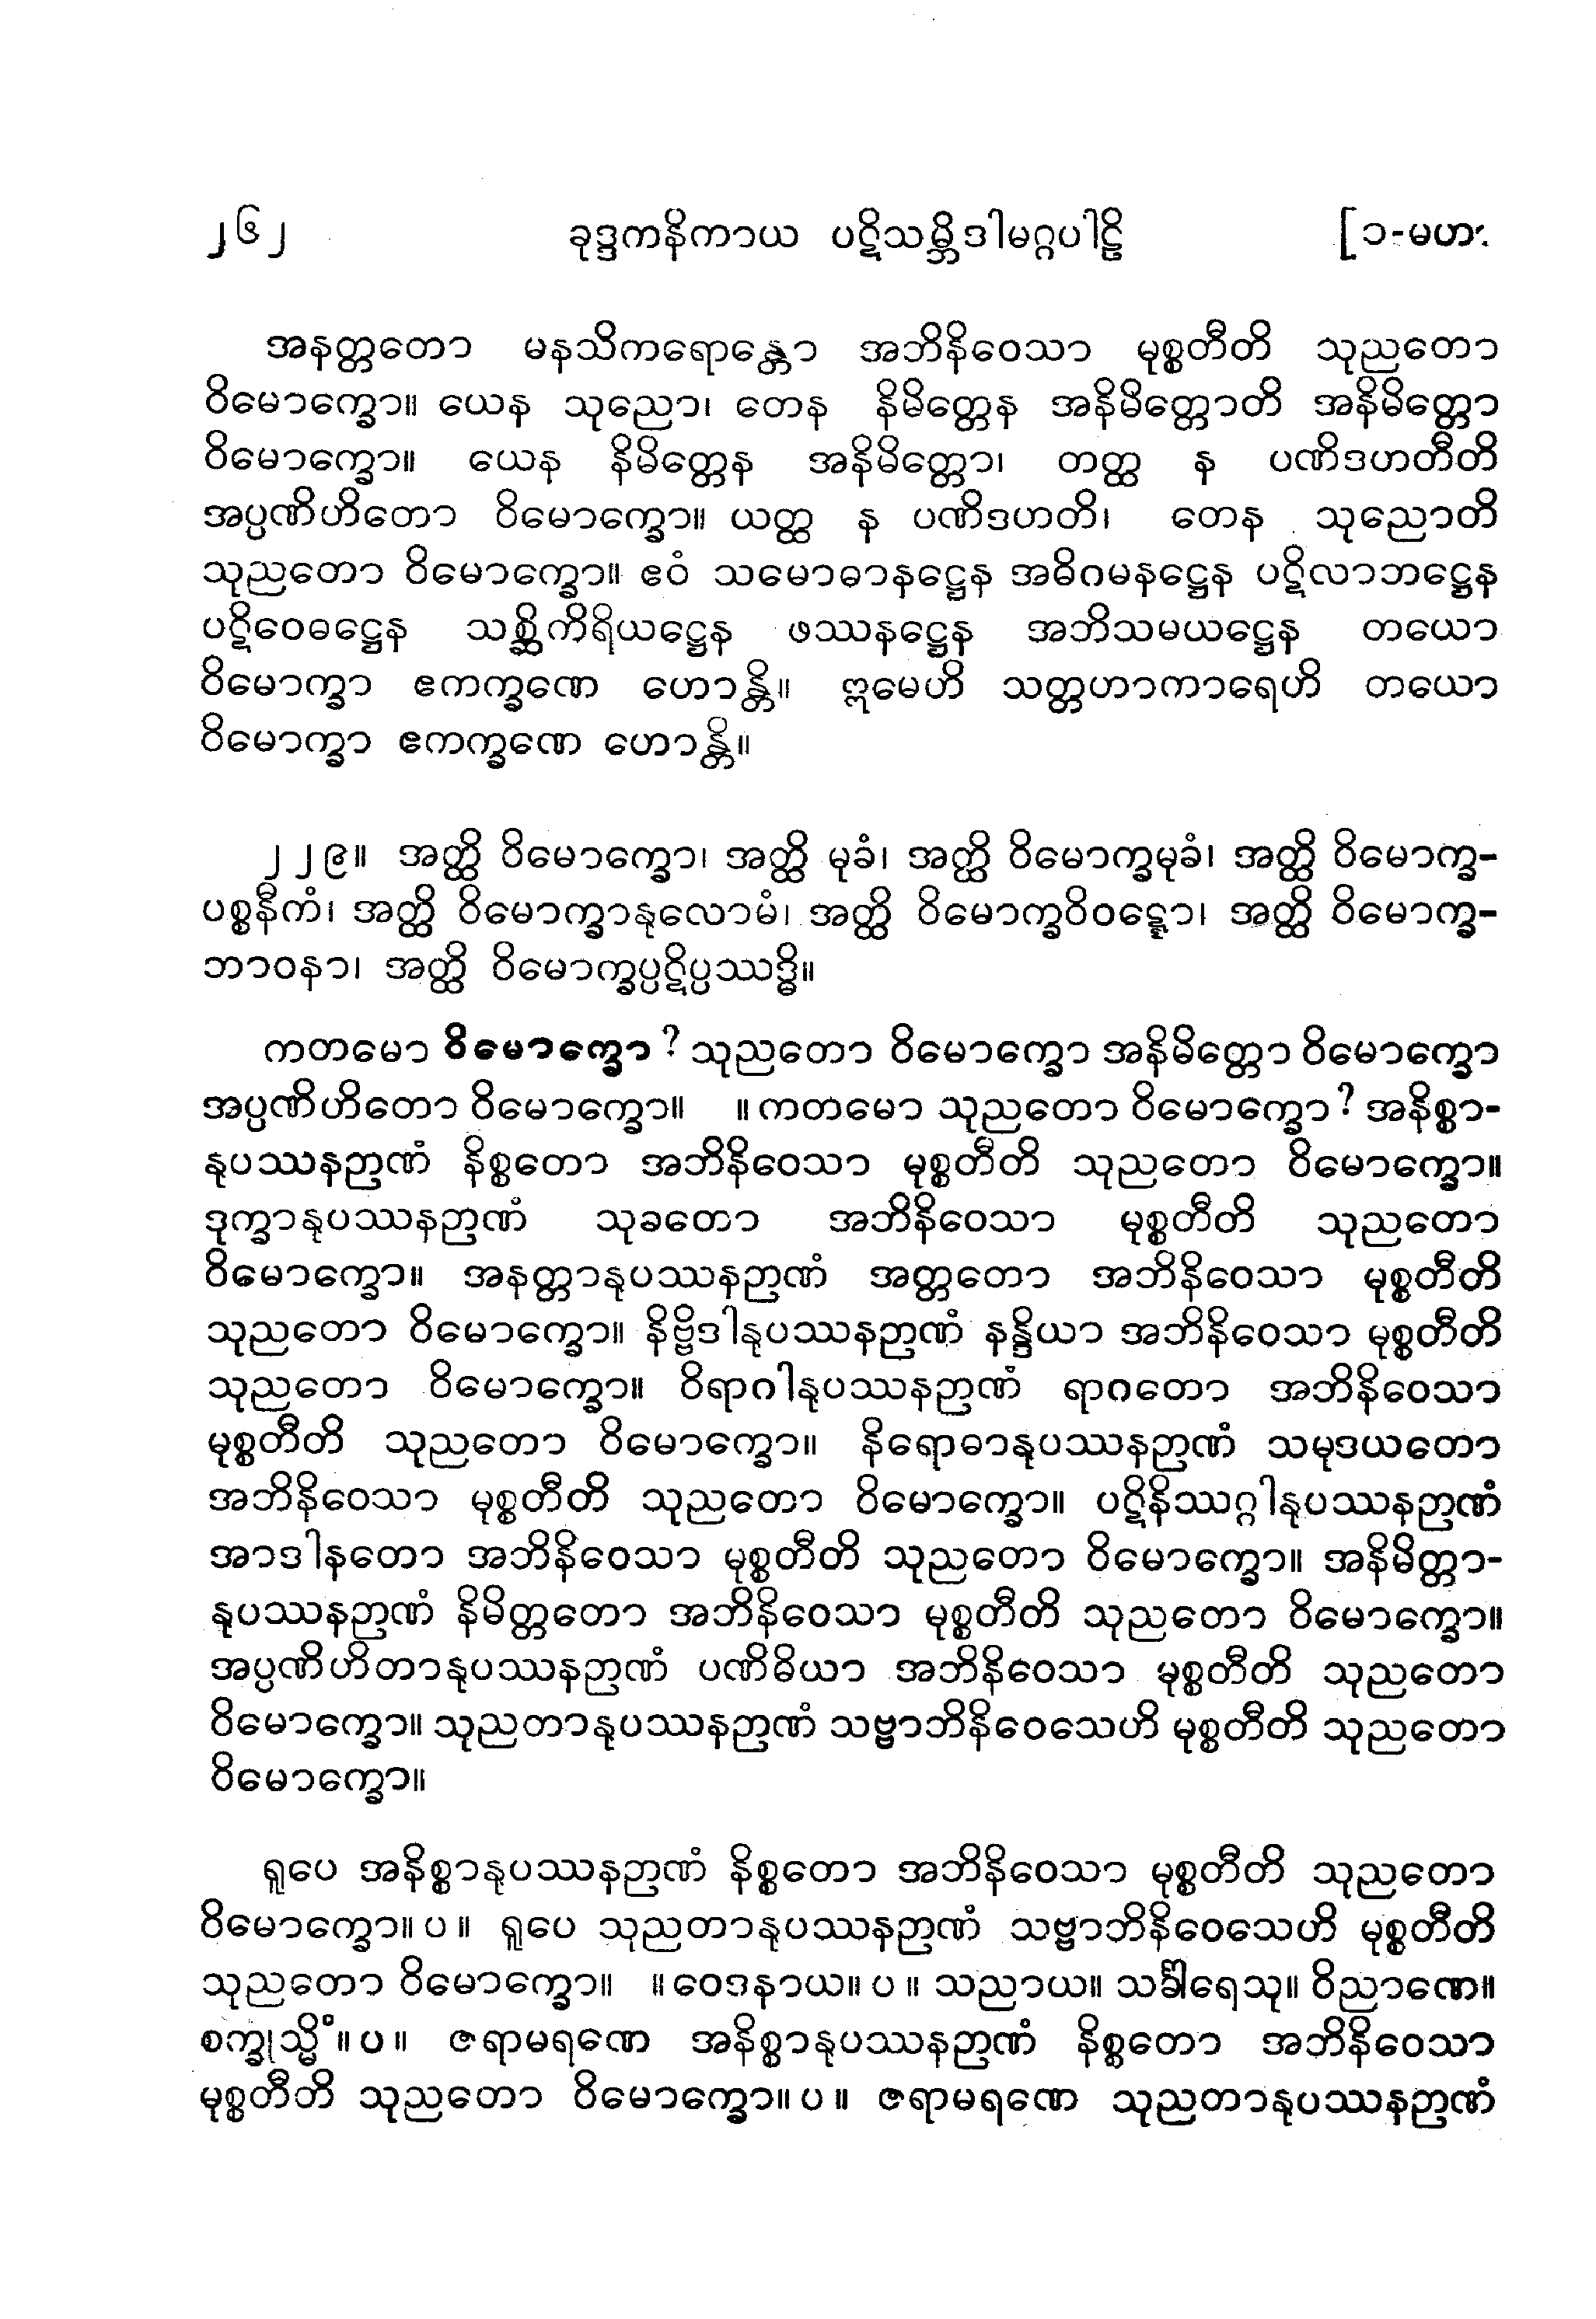 ၂၆၂ ခုဒ္ဒကနိကာယ ပဋိသမ္ဘိဒါမဂ္ဂပါဠိ [၁-မဟာ
အနတ္တတော မနသိကရောန္တော အဘိနိဝေသာ မုစ္စတီတိ သုညတော
ဝိမောက္ခော။ ယေန သုညော၊ တေန နိမိတ္တေန အနိမိတ္တောတိ အနိမိတ္တော
ဝိမောက္ခော။ ယေန နိမိတ္တေန အနိမိတ္တော၊ တတ္ထ န ပဏိဒဟတီတိ
အပ္ပဏိဟိတော ဝိမောက္ခော။ ယတ္ထ န ပဏိဒဟတိ၊ တေန သုညောတိ
သုညတော ဝိမောက္ခော။ ဧဝံ သမောဓာနဋ္ဌေန အဓိဂမနဋ္ဌေန ပဋိလာဘဋ္ဌေန
ပဋိဝေဓဋ္ဌေန သစ္ဆိကိရိယဋ္ဌေန ဖဿနဋ္ဌေန အဘိသမယဋ္ဌေန တယော
ဝိမောက္ခာ ဧကက္ခဏေ ဟောန္တိ။ ဣမေဟိ သတ္တဟာကာရေဟိ တယော
ဝိမောက္ခာ ဧကက္ခဏေ ဟောန္တိ။
၂၂၉။ အတ္ထိ ဝိမောက္ခော၊ အတ္ထိ မုခံ၊ အတ္ထိ ဝိမောက္ခမုခံ၊ အတ္ထိ ဝိမောက္ခ-
ပစ္စနီကံ၊ အတ္ထိ ဝိမောက္ခာနုလောမံ၊ အတ္ထိ ဝိမောက္ခဝိဝဋ္ဋော၊ အတ္ထိ ဝိမောက္ခ-
ဘာဝနာ၊ အတ္ထိ ဝိမောက္ခပ္ပဋိပ္ပဿဒ္ဓိ။
ကတမော ဝိမောက္ခော? သုညတော ဝိမောက္ခော အနိမိတ္တော ဝိမောက္ခော
အပ္ပဏိဟိတော ဝိမောက္ခော။ ။ ကတမော သုညတော ဝိမောက္ခော? အနိစ္စာ-
နုပဿနဉာဏံ နိစ္စတော အဘိနိဝေသာ မုစ္စတီတိ သုညတော ဝိမောက္ခော။
ဒုက္ခာနုပဿနဉာဏံ သုခတော အဘိနိဝေသာ မုစ္စတီတိ သုညတော
ဝိမောက္ခော။ အနတ္တာနုပဿနဉာဏံ အတ္တတော အဘိနိဝေသာ မုစ္စတီတိ
သုညတော ဝိမောက္ခော။ နိဗ္ဗိဒါနုပဿနဉာဏံ နန္ဒိယာ အဘိနိဝေသာ မုစ္စတီတိ
သုညတော ဝိမောက္ခော။ ဝိရာဂါနုပဿနဉာဏံ ရာဂတော အဘိနိဝေသာ
မုစ္စတီတိ သုညတော ဝိမောက္ခော။ နိရောဓာနုပဿနဉာဏံ သမုဒယတော
အဘိနိဝေသာ မုစ္စတီတိ သုညတော ဝိမောက္ခော။ ပဋိနိဿဂ္ဂါနုပဿနဉာဏံ
အာဒါနတော အဘိနိဝေသာ မုစ္စတီတိ သုညတော ဝိမောက္ခော။ အနိမိတ္တာ-
နုပဿနဉာဏံ နိမိတ္တတော အဘိနိဝေသာ မုစ္စတီတိ သုညတော ဝိမောက္ခော။
အပ္ပဏိဟိတာနုပဿနဉာဏံ ပဏိဓိယာ အဘိနိဝေသာ မုစ္စတီတိ သုညတော
ဝိမောက္ခော။ သုညတာနုပဿနဉာဏံ သဗ္ဗာဘိနိဝေသေဟိ မုစ္စတီတိ သုညတော
ဝိမောက္ခော။
ရူပေ အနိစ္စာနုပဿနဉာဏံ နိစ္စတော အဘိနိဝေသာ မုစ္စတီတိ သုညတော
ဝိမောက္ခော။ ပ ။ ရူပေ သုညတာနုပဿနဉာဏံ သဗ္ဗာဘိနိဝေသေဟိ မုစ္စတီတိ
သုညတော ဝိမောက္ခော။ ။ ဝေဒနာယ။ ပ ။ သညာယ။ သင်္ခါရေသု။ ဝိညာဏေ။
စက္ခုသ္မိံ။ ပ ။ ဇရာမရဏေ အနိစ္စာနုပဿနဉာဏံ နိစ္စတော အဘိနိဝေသာ
မုစ္စတီတိ သုညတော ဝိမောက္ခော။ ပ ။ ဇရာမရဏေ သုညတာနုပဿနဉာဏံ